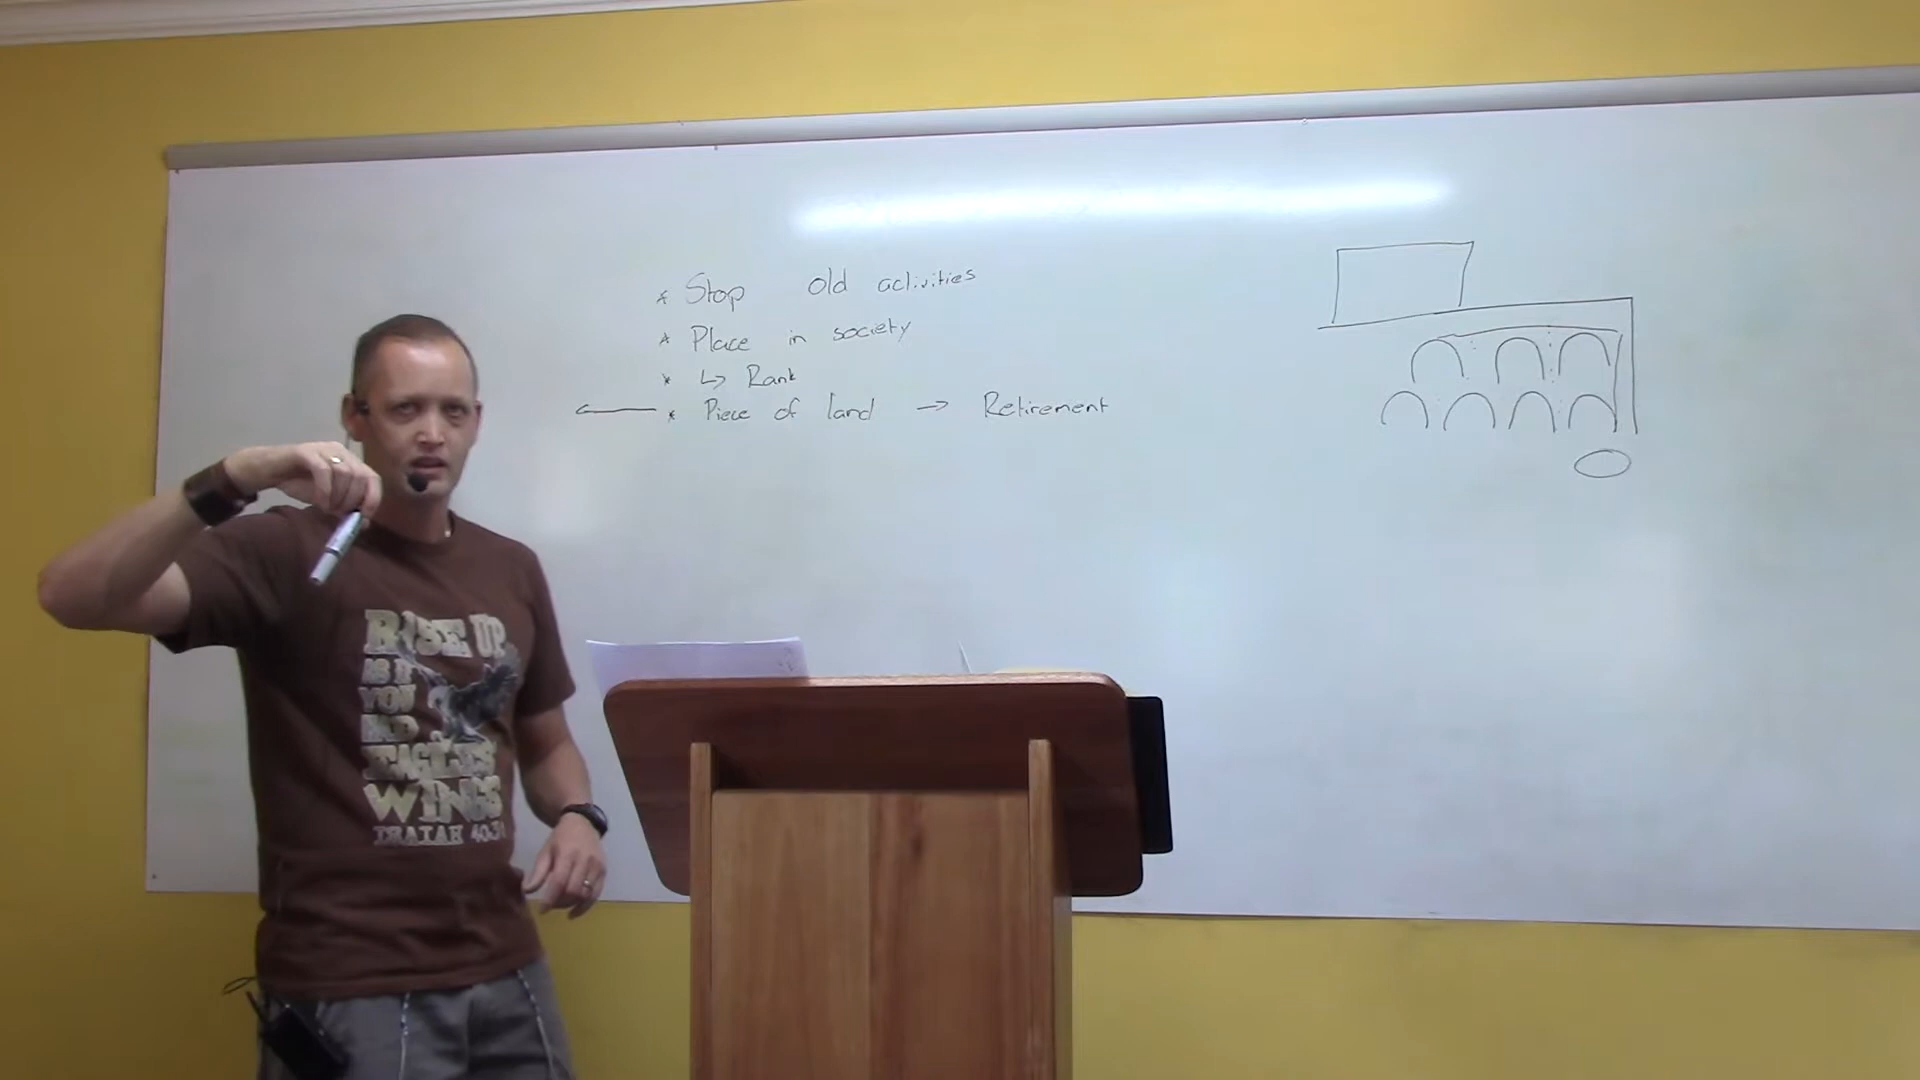 * Stop old activities
* Place in society
* ↳ Rank
← * Piece of land → Retirement
RISE UP
AS IF
YOU
HAD
EAGLES
WINGS
ISAIAH 40:31